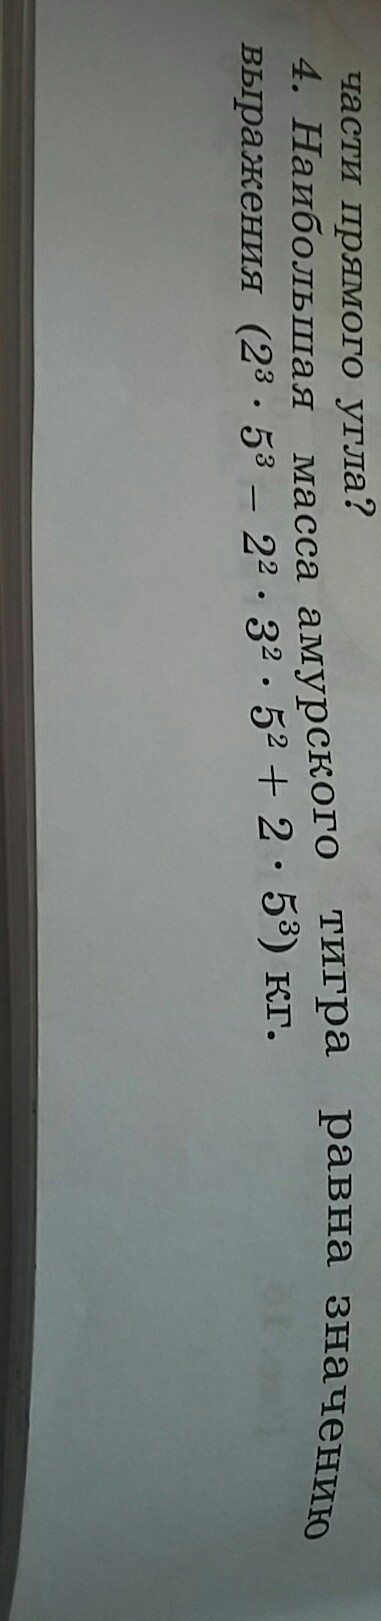 части прямого угла?
4. Наибольшая масса амурского тигра равна значению
выражения (2³ · 5³ – 2² · 3² · 5² + 2 · 5³) кг.